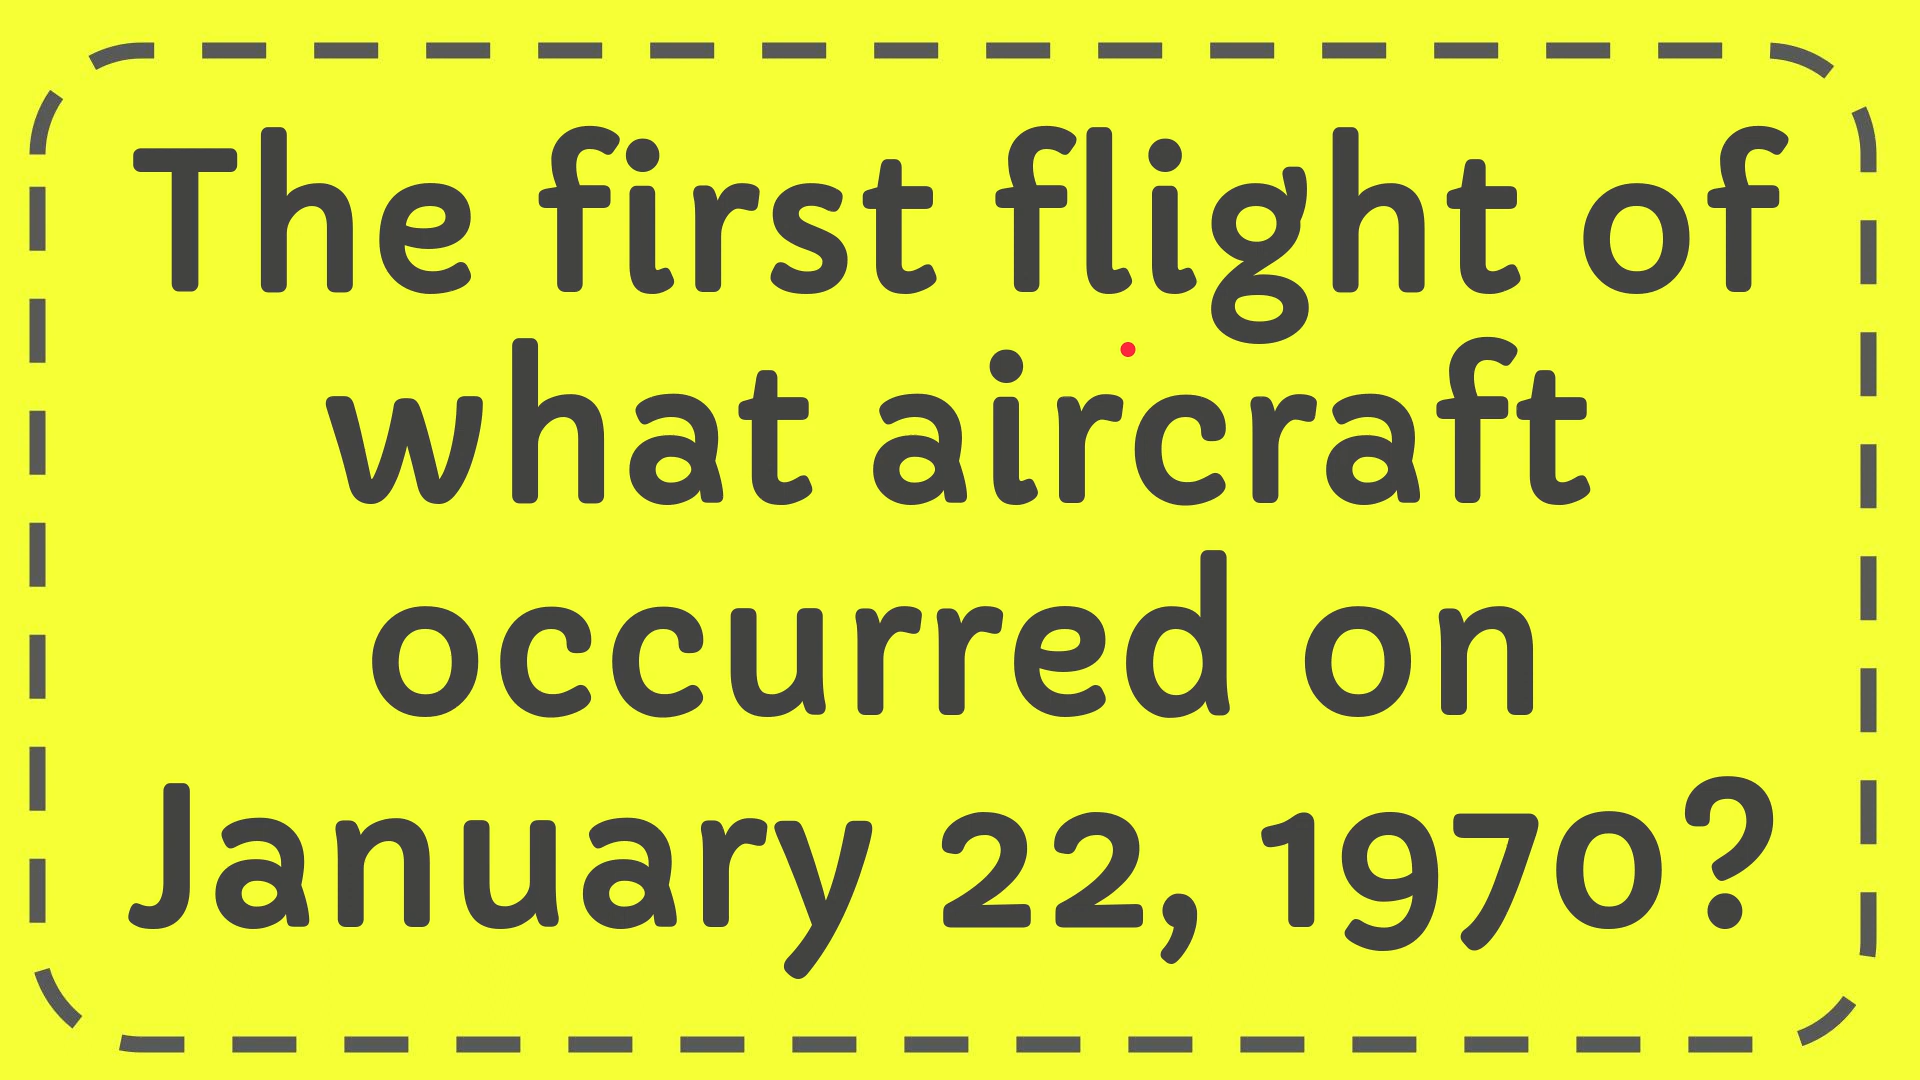 The first flight of
what aircraft
occurred on
January 22, 1970?